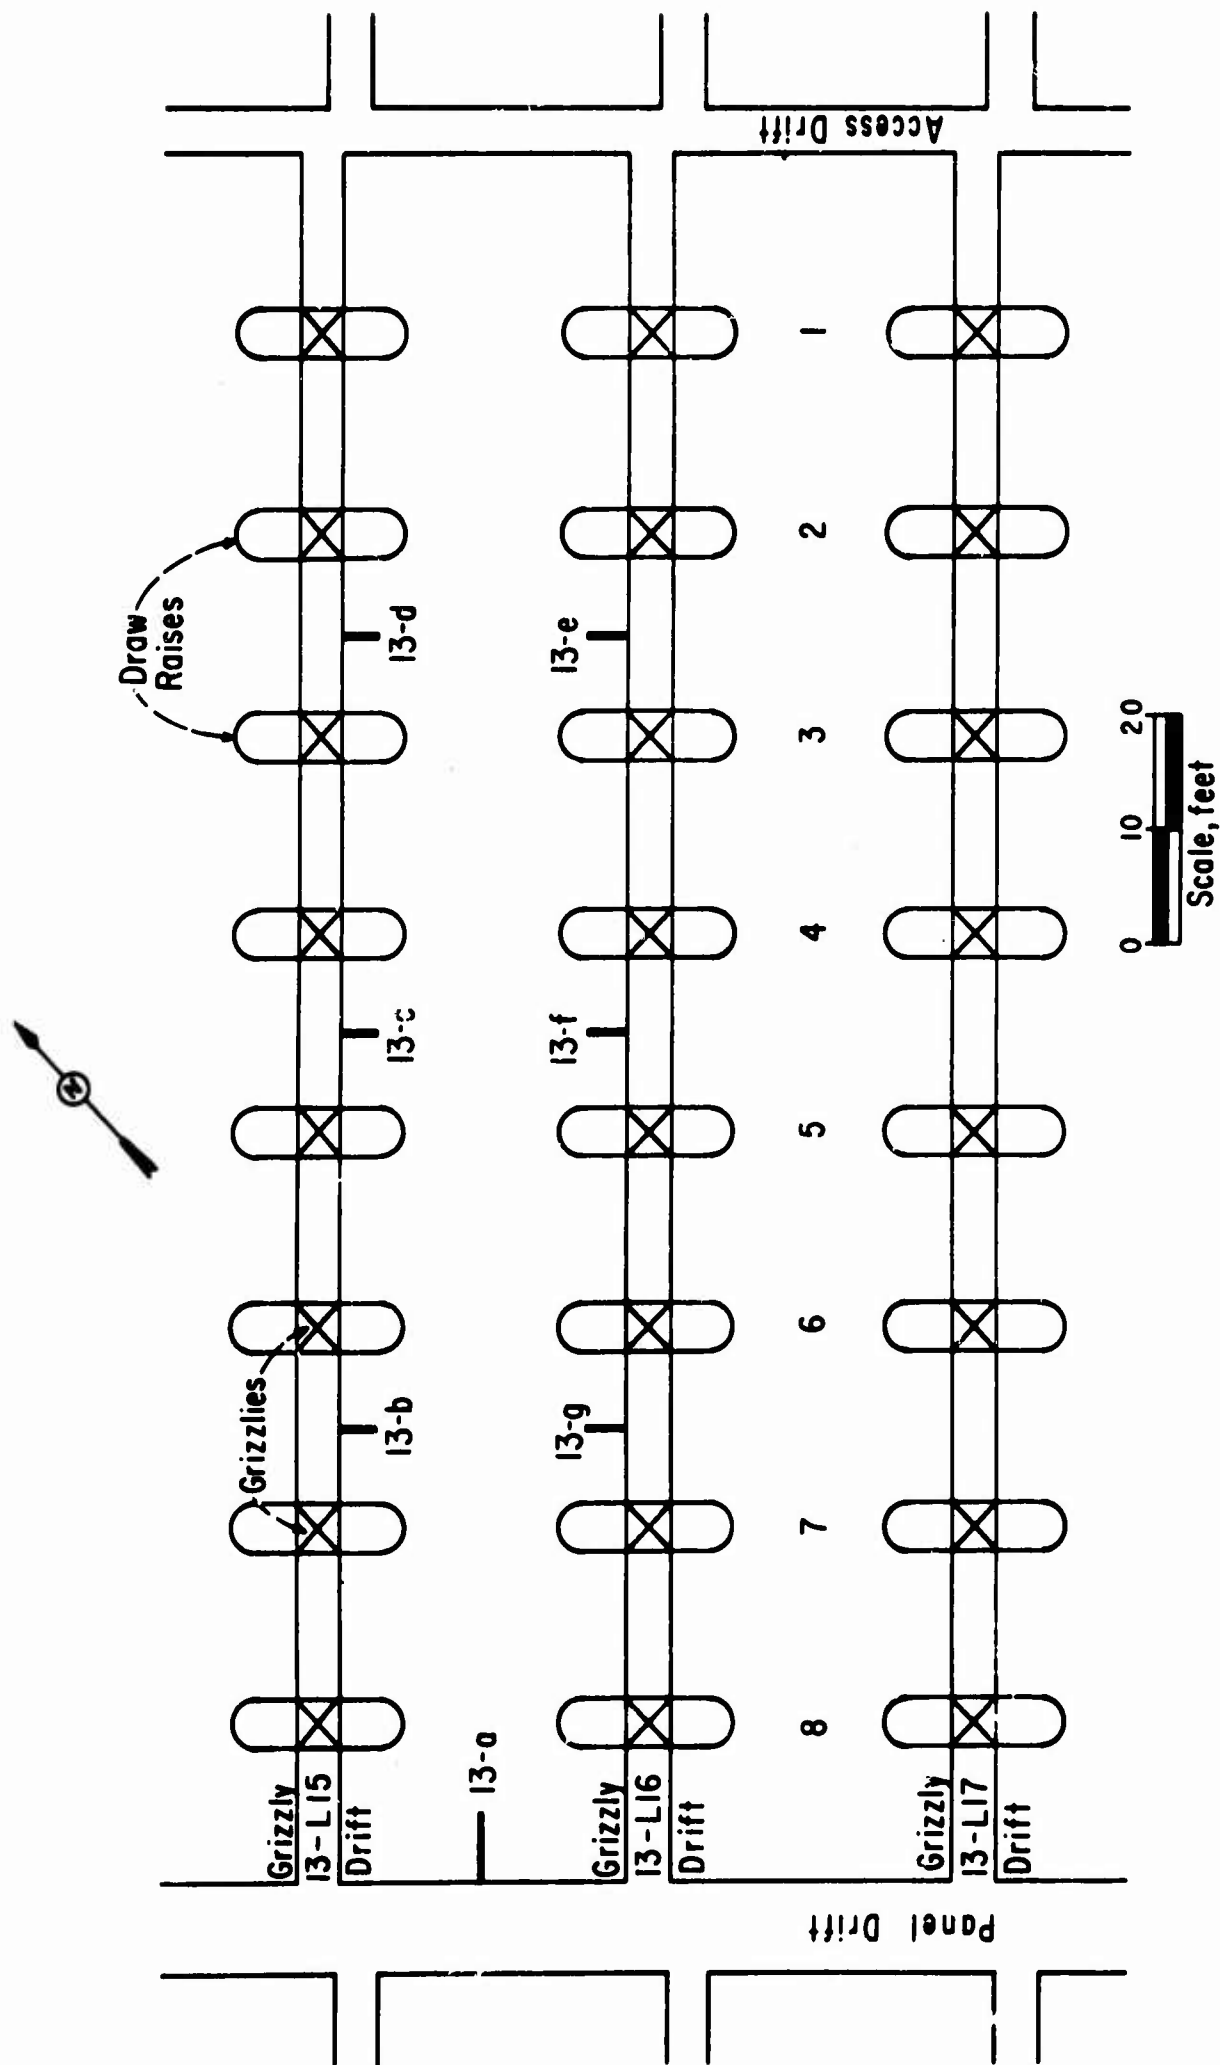 Access Drift
1
2
3
4
5
6
7
8
Draw
Raises
13-d
13-e
13-c
13-f
13-b
13-g
13-a
Grizzlies
N
Grizzly
13-L15
Drift
Grizzly
13-L16
Drift
Grizzly
13-L17
Drift
Panel Drift
0 10 20
Scale, feet